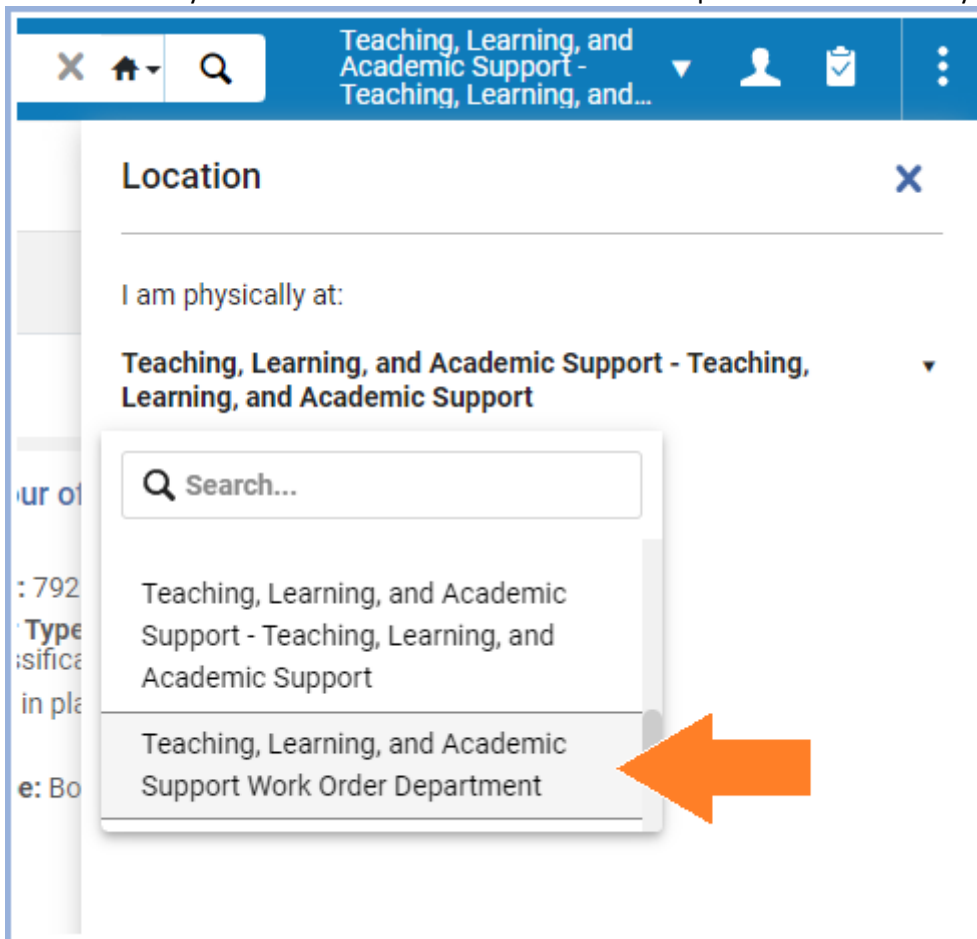 Teaching, Learning, and
Academic Support -
Teaching, Learning, and...
Location
I am physically at:
Teaching, Learning, and Academic Support - Teaching,
Learning, and Academic Support
Search...
ur of
: 792
Type
in pla
e: Bo
Teaching, Learning, and Academic
Support - Teaching, Learning, and
Academic Support
Teaching, Learning, and Academic
Support Work Order Department